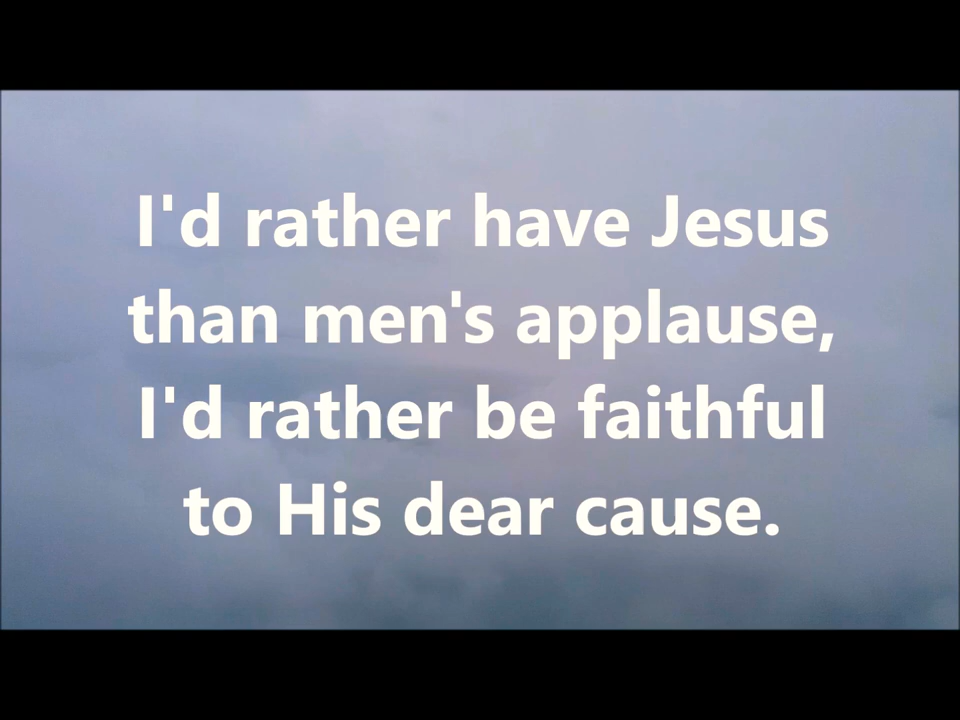 I'd rather have Jesus
than men's applause,
I'd rather be faithful
to His dear cause.